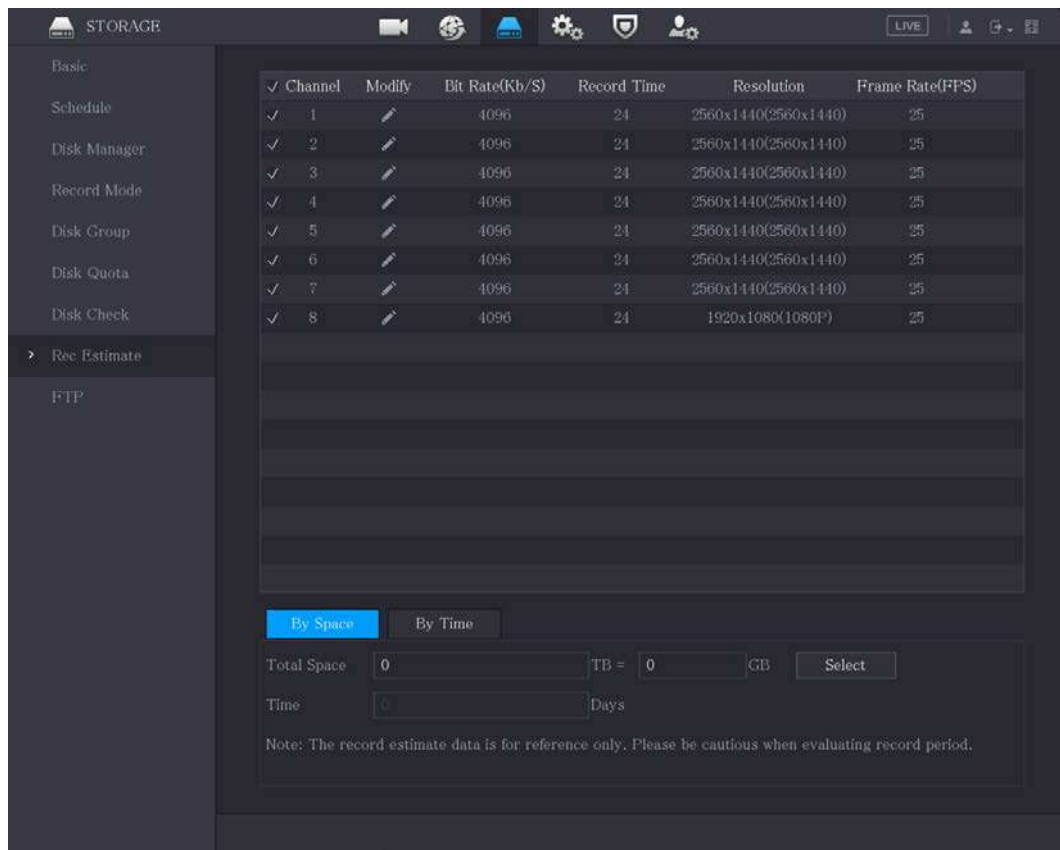 STORAGE LIVE
Basic
Schedule
Disk Manager
Record Mode
Disk Group
Disk Quota
Disk Check
Rec Estimate
FTP
Channel Modify Bit Rate(Kb/S) Record Time Resolution Frame Rate(FPS)
1 4096 24 2560x1440(2560x1440) 25
2 4096 24 2560x1440(2560x1440) 25
3 4096 24 2560x1440(2560x1440) 25
4 4096 24 2560x1440(2560x1440) 25
5 4096 24 2560x1440(2560x1440) 25
6 4096 24 2560x1440(2560x1440) 25
7 4096 24 2560x1440(2560x1440) 25
8 4096 24 1920x1080(1080P) 25
By Space By Time
Total Space 0 TB = 0 GB Select
Time 0 Days
Note: The record estimate data is for reference only. Please be cautious when evaluating record period.